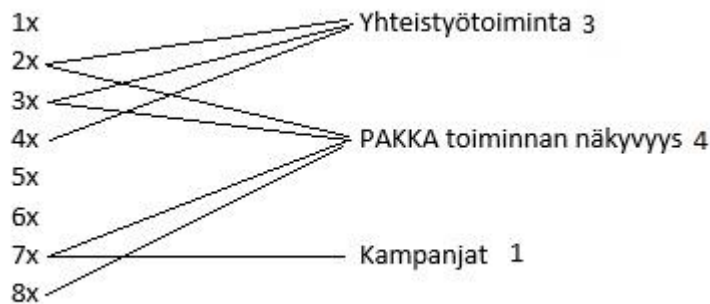 1x Yhteistyötoiminta 3
2x
3x
4x PAKKA toiminnan näkyvyys 4
5x
6x
7x Kampanjat 1
8x